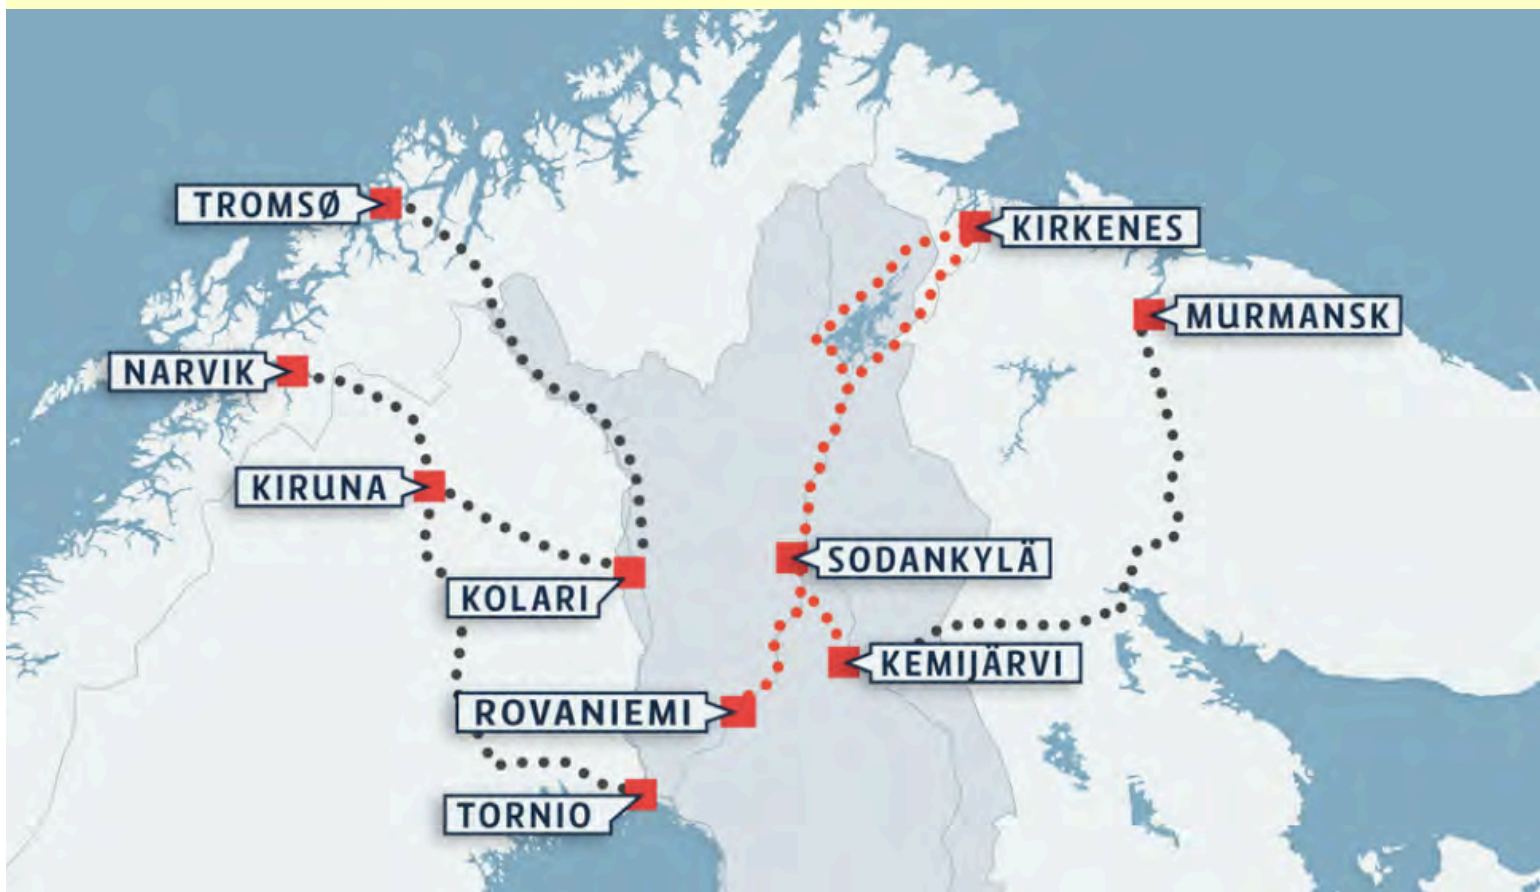 TROMSØ
KIRKENES
MURMANSK
NARVIK
KIRUNA
SODANKYLÄ
KOLARI
KEMIJÄRVI
ROVANIEMI
TORNIO